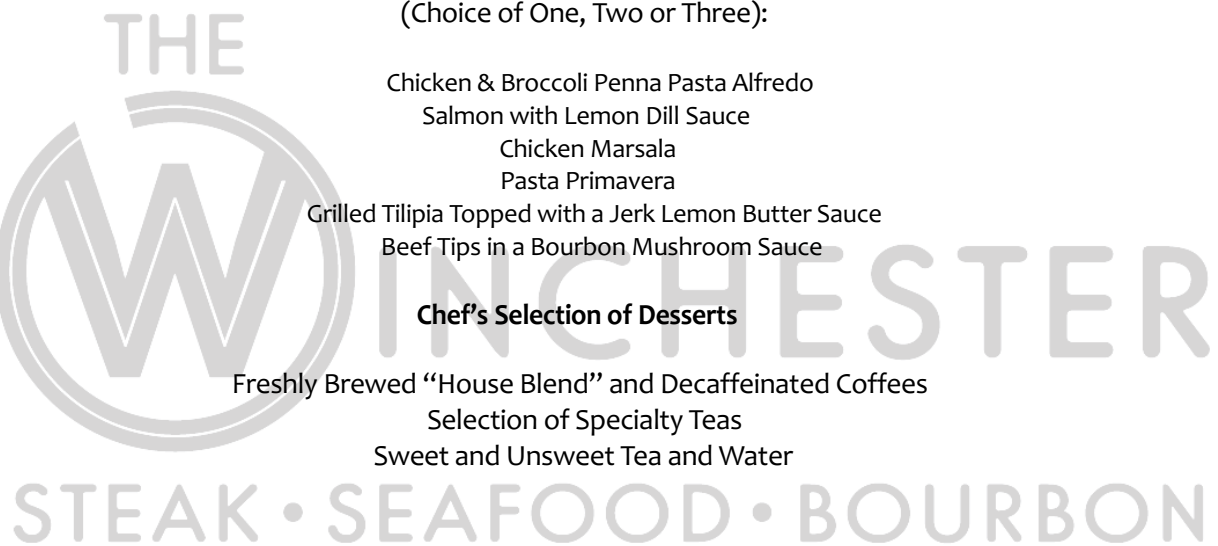 THE
WINCHESTER
STEAK • SEAFOOD • BOURBON
(Choice of One, Two or Three):
Chicken & Broccoli Penna Pasta Alfredo
Salmon with Lemon Dill Sauce
Chicken Marsala
Pasta Primavera
Grilled Tilipia Topped with a Jerk Lemon Butter Sauce
Beef Tips in a Bourbon Mushroom Sauce
Chef’s Selection of Desserts
Freshly Brewed “House Blend” and Decaffeinated Coffees
Selection of Specialty Teas
Sweet and Unsweet Tea and Water